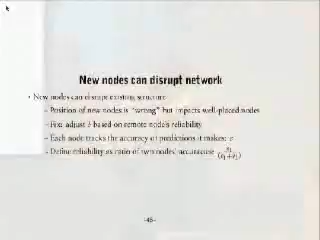 New nodes can disrupt network
• New nodes can disrupt existing structure
– Position of new nodes is "wrong" but impacts well-placed nodes
– Fix: adjust δ based on remote node's reliability
– Each node tracks the accuracy of predictions it makes: e
– Define reliability as ratio of two nodes' accuracies:
-45-